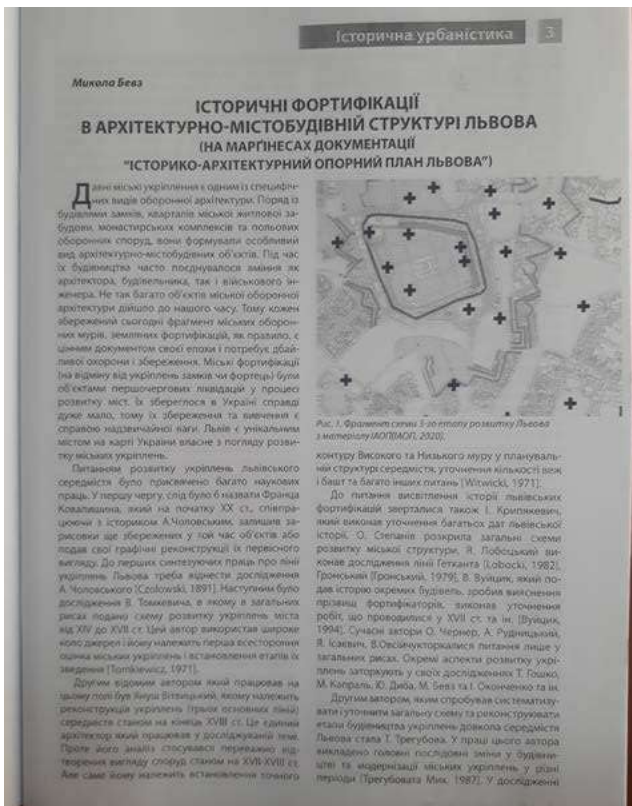 Історична урбаністика 3
Микола Бевз
ІСТОРИЧНІ ФОРТИФІКАЦІЇ
В АРХІТЕКТУРНО-МІСТОБУДІВНІЙ СТРУКТУРІ ЛЬВОВА
(НА МАРҐІНЕСАХ ДОКУМЕНТАЦІЇ
"ІСТОРИКО-АРХІТЕКТУРНИЙ ОПОРНИЙ ПЛАН ЛЬВОВА")
Давні міські укріплення є одним із специфіч-
них видів оборонної архітектури. Поряд із
будівлями замків, кварталів міської житлової за-
будови, монастирських комплексів та польових
оборонних споруд, вони формували особливий
вид архітектурно-містобудівних об'єктів. Під час
їх будівництва часто поєднувалося вміння як
архітектора, будівельника, так і військового ін-
женера. Не так багато об'єктів міської оборонної
архітектури дійшло до нашого часу. Тому кожен
збережений сьогодні фрагмент міських оборон-
них мурів, земляних фортифікацій, як правило, є
цінним документом своєї епохи і потребує дбай-
ливої охорони і збереження. Міські фортифікації
(на відміну від укріплень замків чи фортець) були
об'єктами першочергових ліквідацій у процесі
розвитку міст. Їх збереглося в Україні справді
дуже мало, тому їх збереження та вивчення є
справою надзвичайної ваги. Львів є унікальним
містом на карті України власне з погляду розви-
тку міських укріплень.
Питанням розвитку укріплень львівського
середмістя було присвячено багато наукових
праць. У першу чергу, слід було б назвати Франца
Ковалишина, який на початку ХХ ст., співпра-
цюючи з істориком А.Чоловським, залишив за-
рисовки ще збережених у той час об'єктів або
подав свої графічні реконструкції їх первісного
вигляду. До перших синтезуючих праць про лінії
укріплень Львова треба віднести дослідження
А. Чоловського [Czolowski, 1891]. Наступним було
дослідження В. Томкевича, в якому в загальних
рисах подано схему розвитку укріплень міста
від XIV до XVII ст. Цей автор використав широке
коло джерел і йому належить перша всестороння
оцінка міських укріплень і встановлення етапів їх
зведення [Tomkiewicz, 1971].
Другим відомим автором який працював на
цьому полі був Януш Вітвіцький, якому належить
реконструкція укріплень (трьох основних ліній)
середмістя станом на кінець XVIII ст. Це єдиний
архітектор який працював у досліджуваній темі.
Проте його аналіз стосувався переважно від-
творення вигляду споруд станом на XVII-XVIII ст.
Але саме йому належить встановлення точного
Рис. 1. Фрагмент схеми 5-го етапу розвитку Львова
з матеріалу ІАОП [ІАОП, 2020].
контуру Високого та Низького муру у плануваль-
ній структурі середмістя, уточнення кількості веж
і башт та багато інших питань [Witwicki, 1971].
До питання висвітлення історії львівських
фортифікацій зверталися також І. Крипякевич,
який виконав уточнення багатьох дат львівської
історії. О. Степанів розкрила загальні схеми
розвитку міської структури, Я. Лобоцький ви-
конав дослідження лінії Геткант​а [Lobocki, 1982],
Гронський [Гронський, 1979], В. Вуйцик, який по-
дав історію окремих будівель, зробив вияснення
прізвищ фортифікаторів, виконав уточнення
робіт, що проводилися у XVII ст. та ін. [Вуйцик,
1994]. Сучасні автори О. Чернер, А. Рудницький,
Я. Ісаєвич, В.Овсійчук торкалися питання лише у
загальних рисах. Окремі аспекти розвитку укрі-
плень заторкують у своїх дослідженнях Т. Гошко,
М. Капраль, Ю. Диба, М. Бевз та І. Оконченко та ін.
Другим автором, яким спробував систематизу-
вати і уточнити загальну схему та реконструювати
етапи будівництва укріплень довкола середмістя
Львова стала Т. Трегубова. У праці цього автора
викладено головні послідовні зміни у будівни-
цтві та модернізації міських укріплень у різні
періоди [Трегубова та Мих, 1987]. У дослідженні